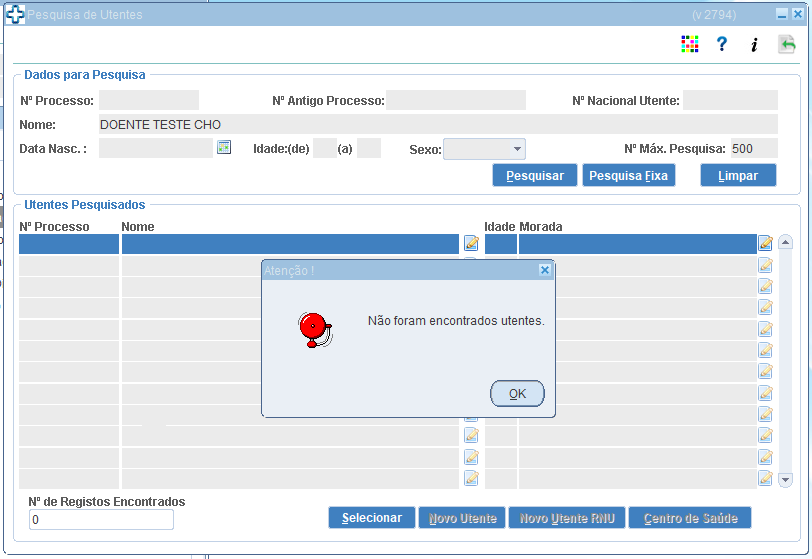 Pesquisa de Utentes (v 2794)
Dados para Pesquisa
Nº Processo: Nº Antigo Processo: Nº Nacional Utente:
Nome: DOENTE TESTE CHO
Data Nasc. : Idade:(de) (a) Sexo: Nº Máx. Pesquisa: 500
Pesquisar Pesquisa Fixa Limpar
Utentes Pesquisados
Nº Processo Nome Idade Morada
Atenção !
Não foram encontrados utentes.
OK
Nº de Registos Encontrados
0
Selecionar Novo Utente Novo Utente RNU Centro de Saúde